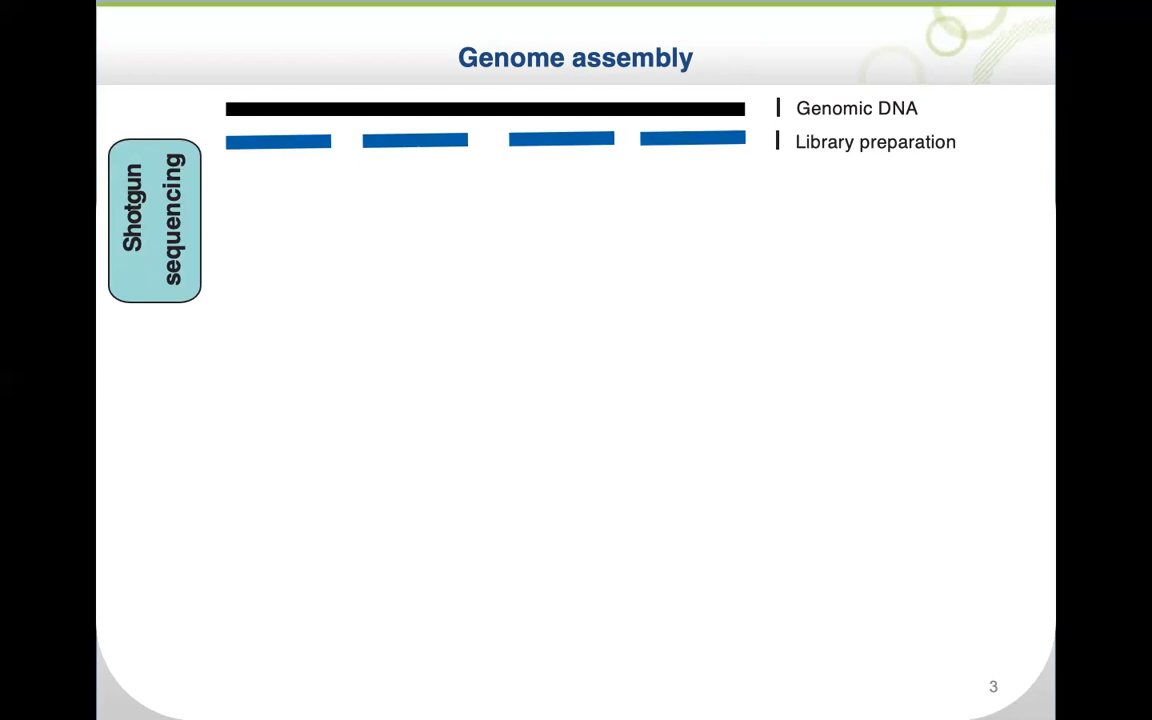 Genome assembly
Genomic DNA
Library preparation
Shotgun
sequencing
3